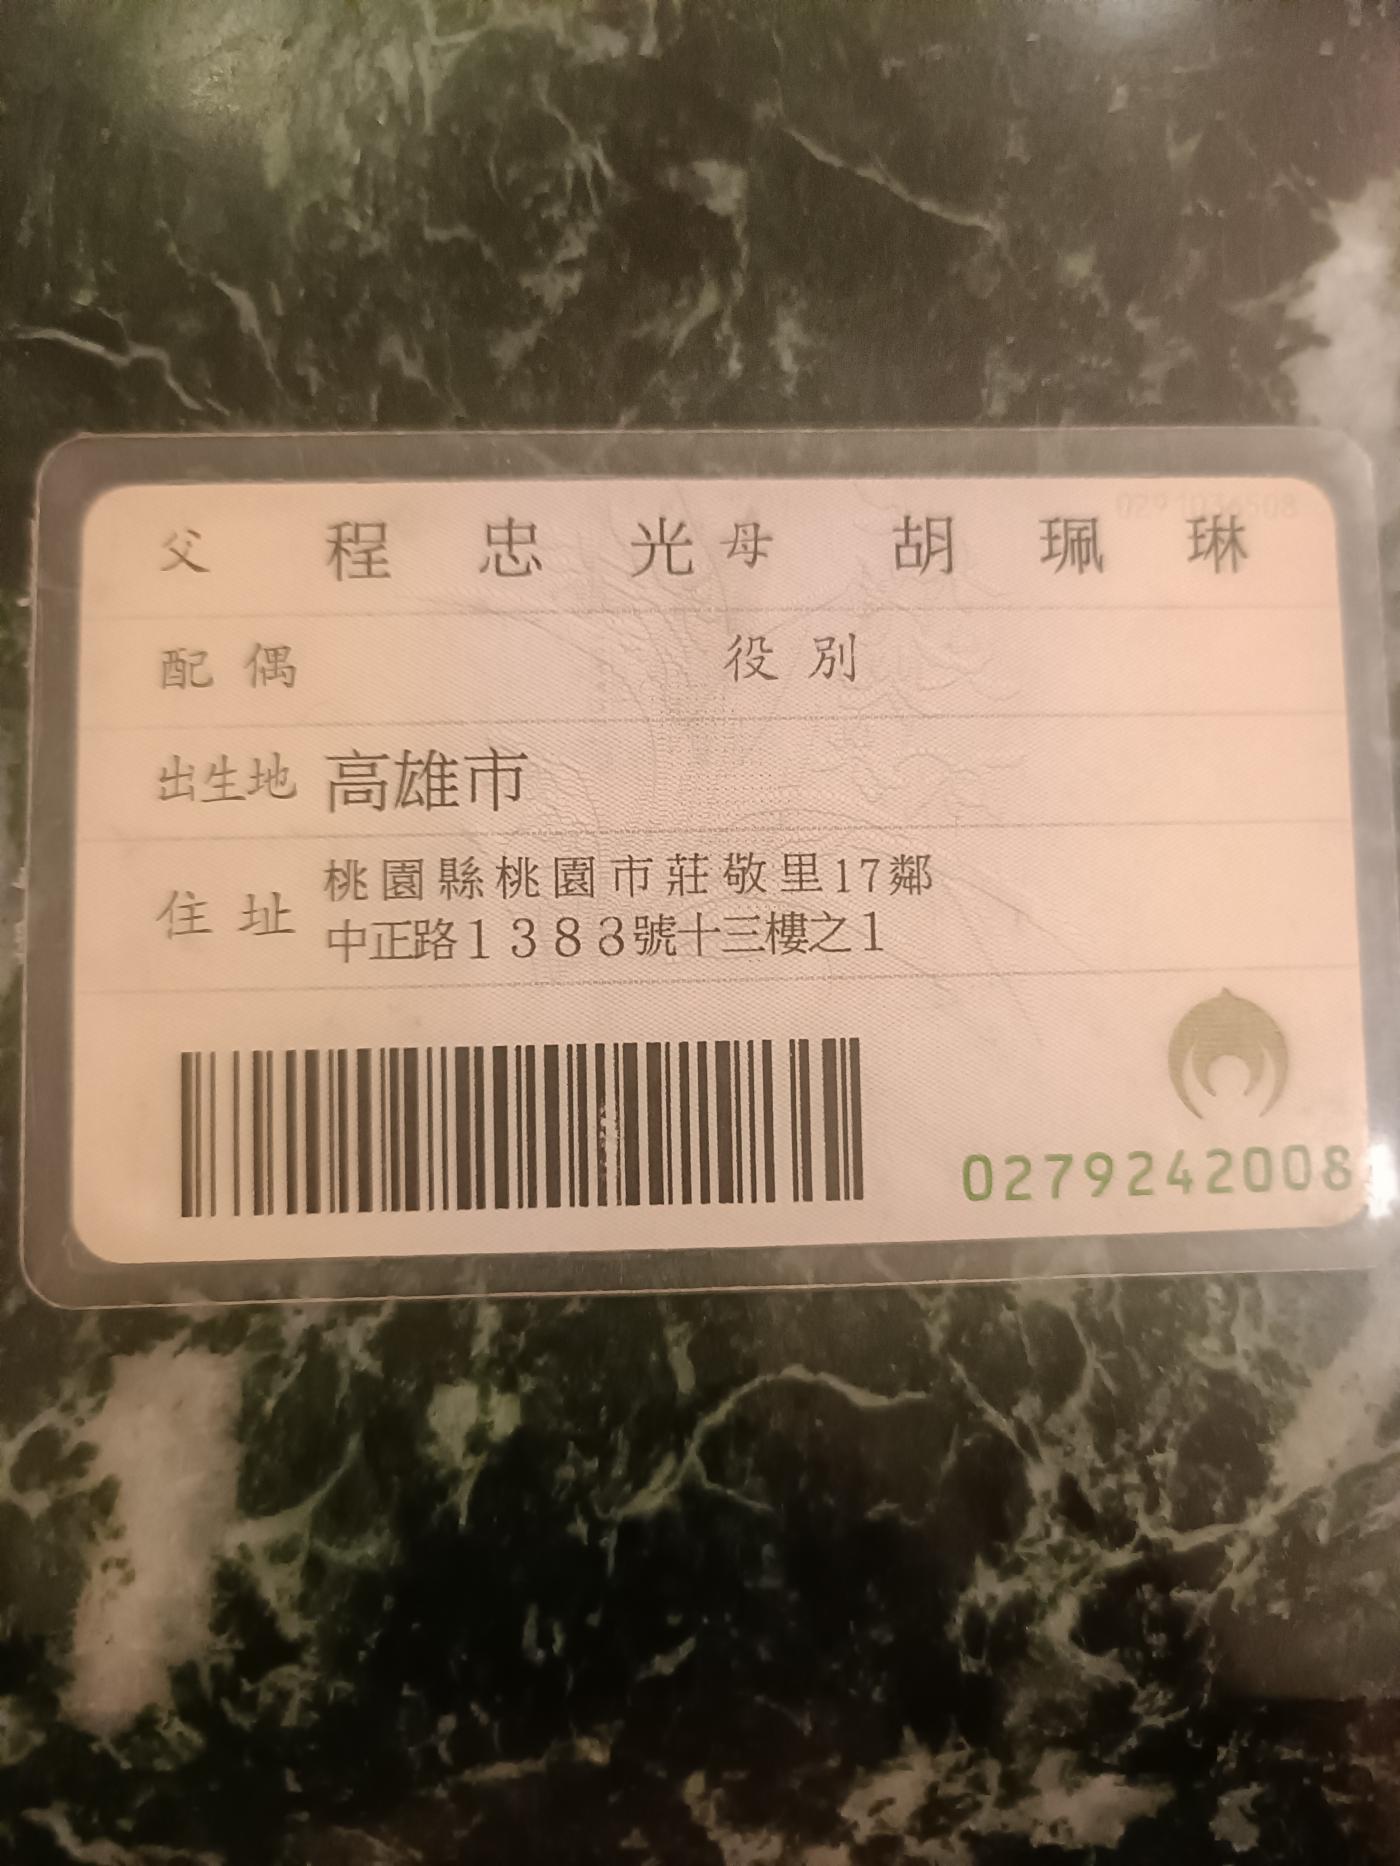 父 程忠光 母 胡珮琳
配偶 役別
出生地 高雄市
住址 桃園縣桃園市莊敬里17鄰
中正路1383號十三樓之1
0279242008